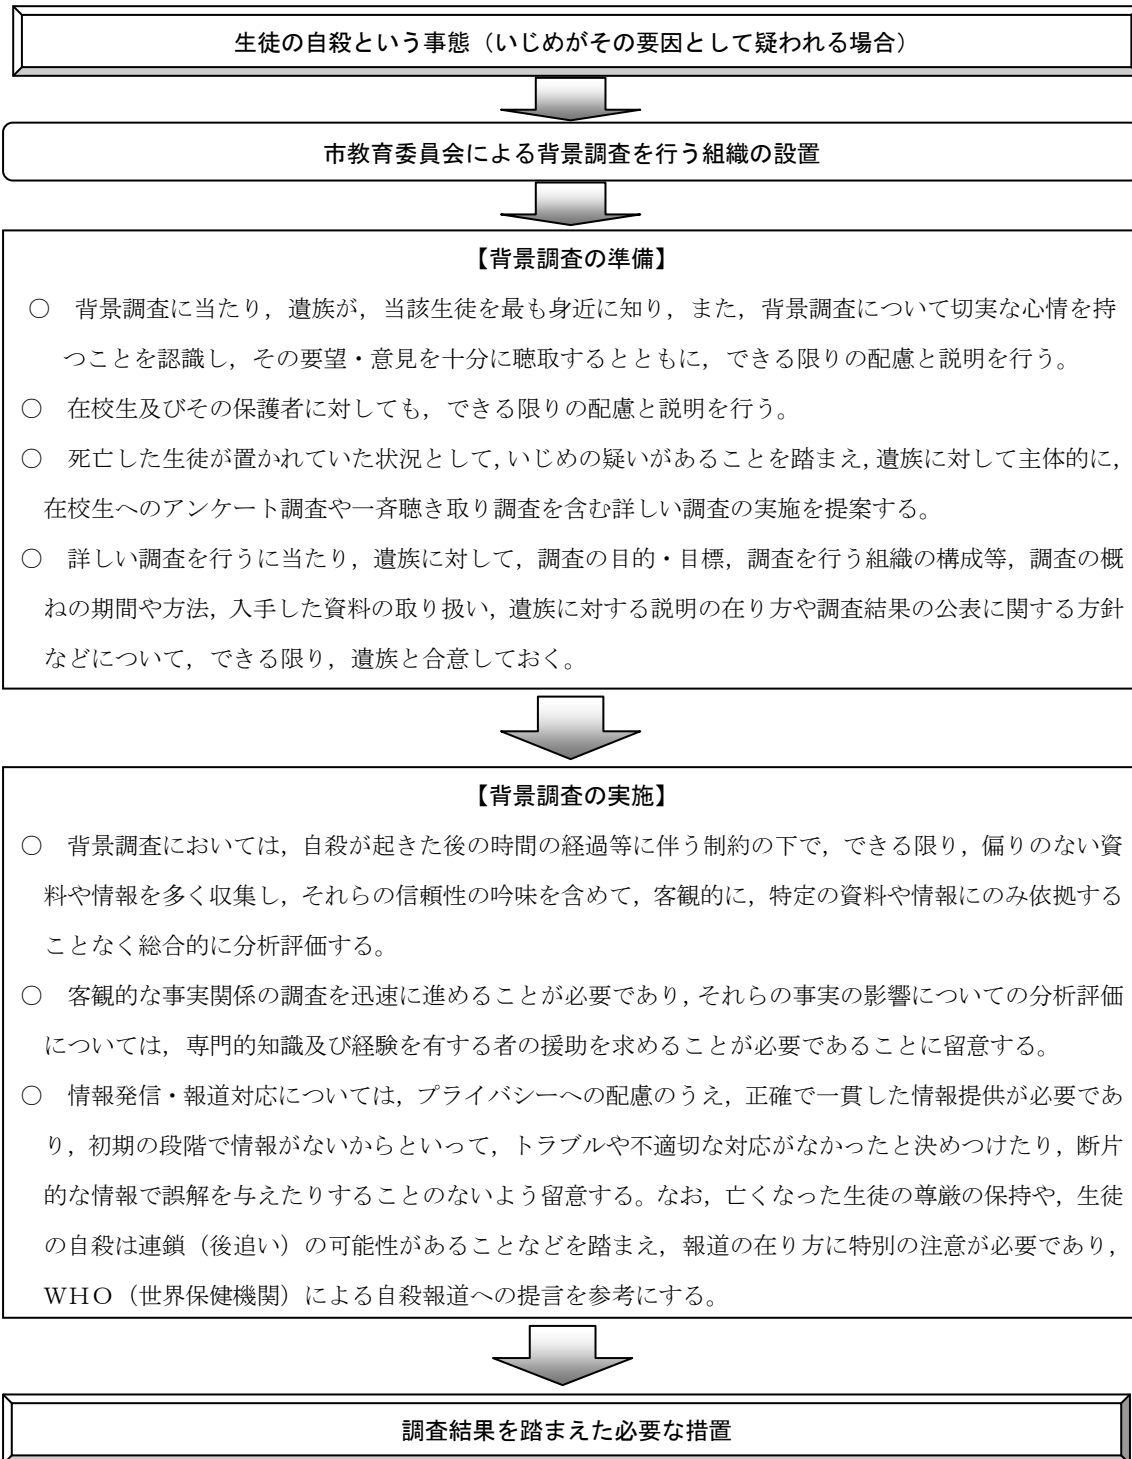 生徒の自殺という事態（いじめがその要因として疑われる場合）
市教育委員会による背景調査を行う組織の設置
【背景調査の準備】
○　背景調査に当たり，遺族が，当該生徒を最も身近に知り，また，背景調査について切実な心情を持
つことを認識し，その要望・意見を十分に聴取するとともに，できる限りの配慮と説明を行う。
○　在校生及びその保護者に対しても，できる限りの配慮と説明を行う。
○　死亡した生徒が置かれていた状況として，いじめの疑いがあることを踏まえ，遺族に対して主体的に，
在校生へのアンケート調査や一斉聴き取り調査を含む詳しい調査の実施を提案する。
○　詳しい調査を行うに当たり，遺族に対して，調査の目的・目標，調査を行う組織の構成等，調査の概
ねの期間や方法，入手した資料の取り扱い，遺族に対する説明の在り方や調査結果の公表に関する方針
などについて，できる限り，遺族と合意しておく。
【背景調査の実施】
○　背景調査においては，自殺が起きた後の時間の経過等に伴う制約の下で，できる限り，偏りのない資
料や情報を多く収集し，それらの信頼性の吟味を含めて，客観的に，特定の資料や情報にのみ依拠する
ことなく総合的に分析評価する。
○　客観的な事実関係の調査を迅速に進めることが必要であり，それらの事実の影響についての分析評価
については，専門的知識及び経験を有する者の援助を求めることが必要であることに留意する。
○　情報発信・報道対応については，プライバシーへの配慮のうえ，正確で一貫した情報提供が必要であ
り，初期の段階で情報がないからといって，トラブルや不適切な対応がなかったと決めつけたり，断片
的な情報で誤解を与えたりすることのないよう留意する。なお，亡くなった生徒の尊厳の保持や，生徒
の自殺は連鎖（後追い）の可能性があることなどを踏まえ，報道の在り方に特別の注意が必要であり，
ＷＨＯ（世界保健機関）による自殺報道への提言を参考にする。
調査結果を踏まえた必要な措置